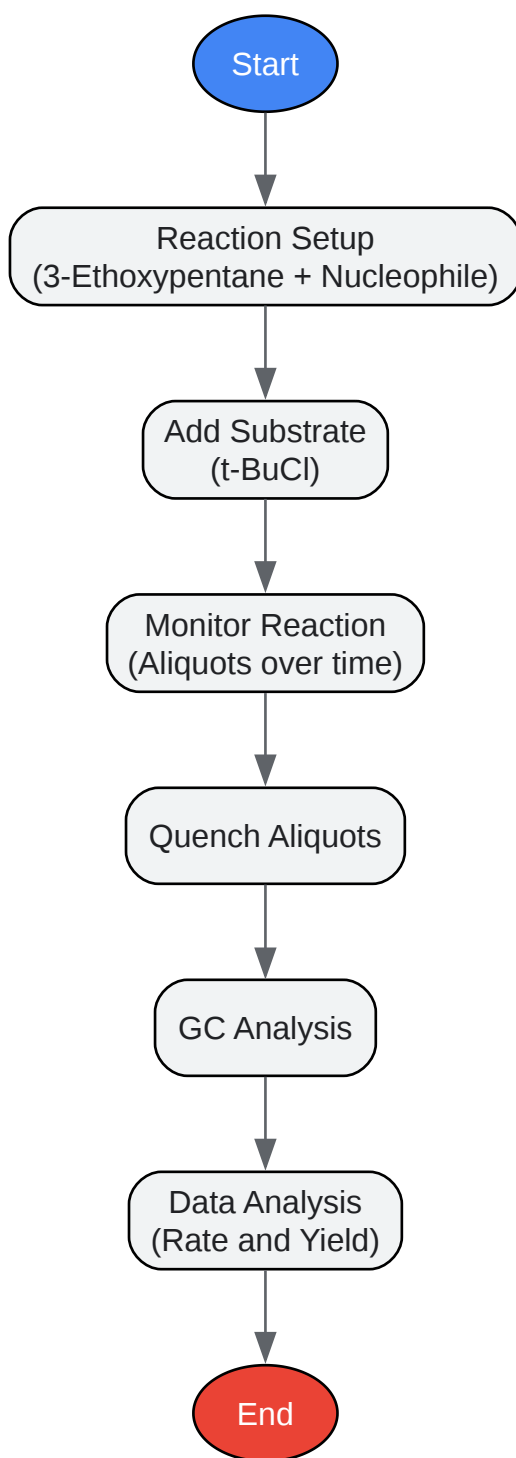 Start
Reaction Setup
(3-Ethoxypentane + Nucleophile)
Add Substrate
(t-BuCl)
Monitor Reaction
(Aliquots over time)
Quench Aliquots
GC Analysis
Data Analysis
(Rate and Yield)
End